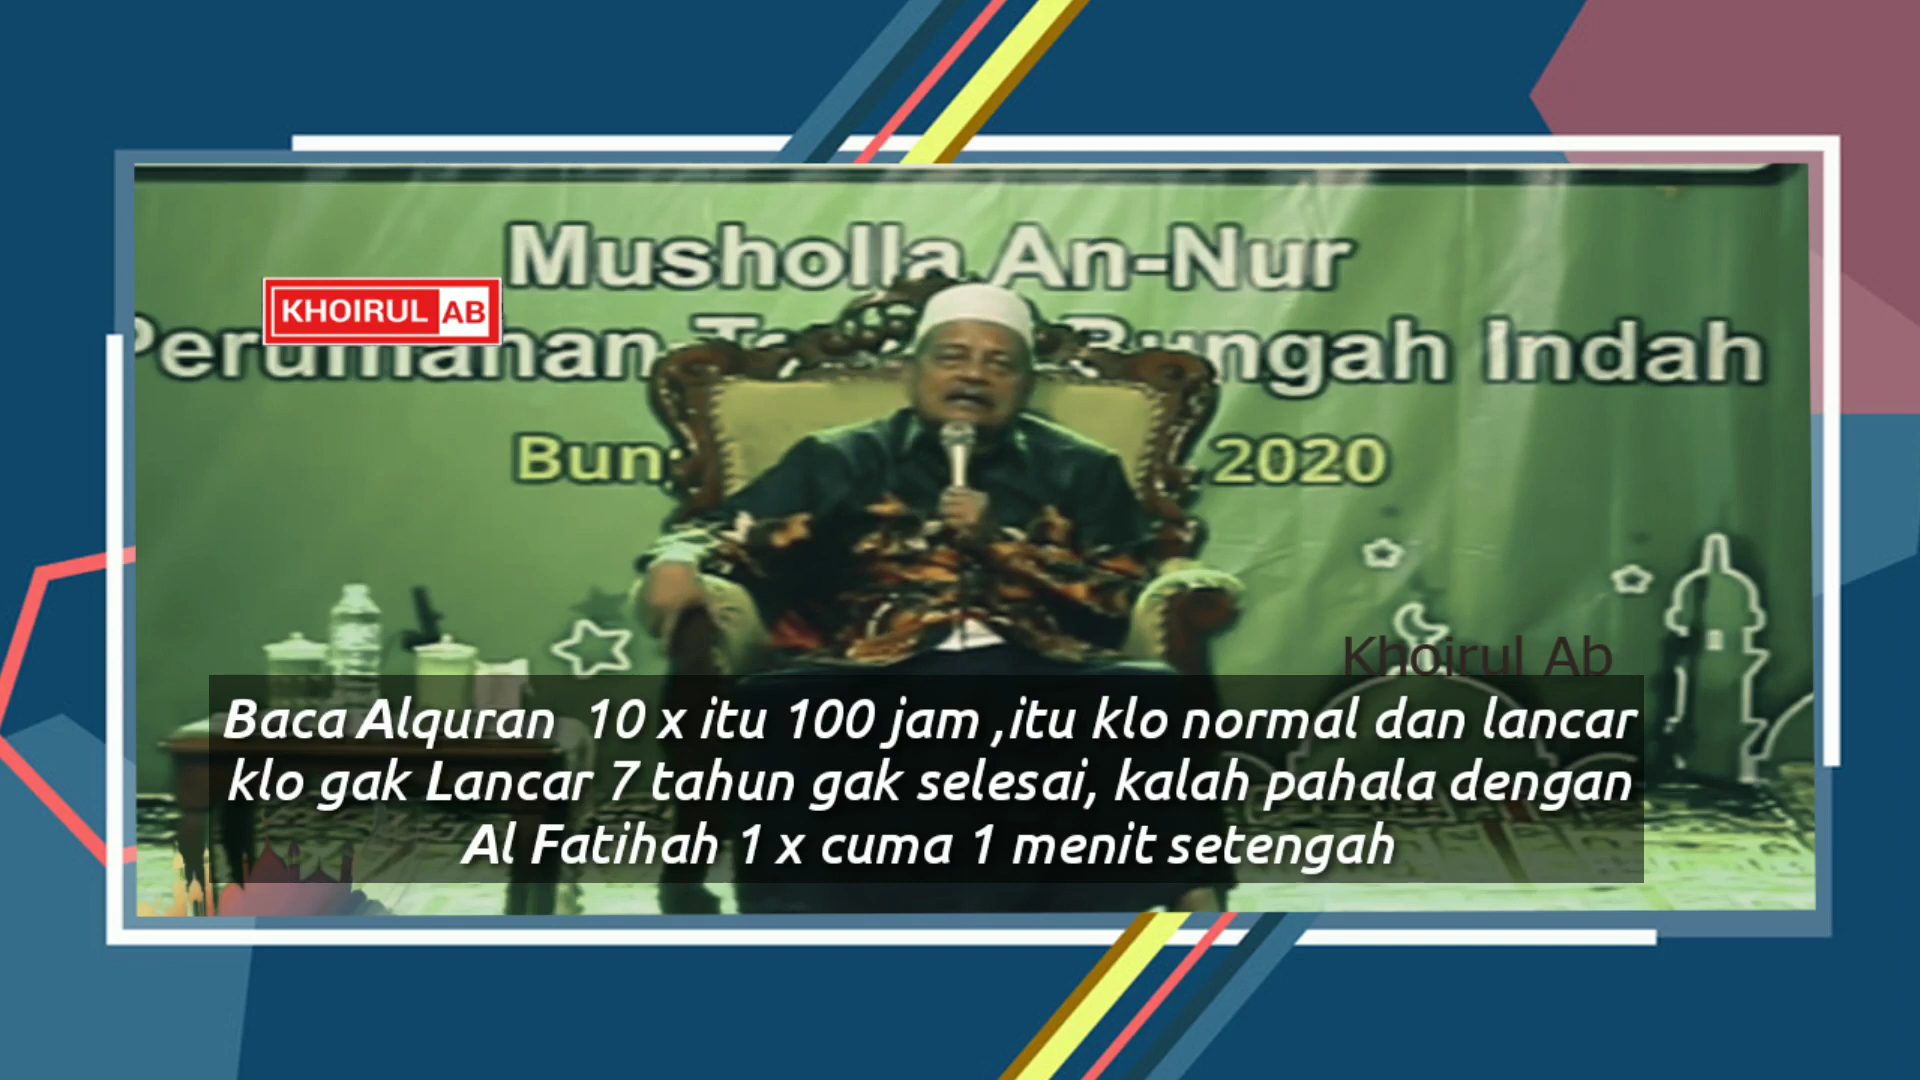 Musholla An-Nur
KHOIRUL AB
Bungah Indah
2020
Khoirul Ab
Baca Alquran 10 x itu 100 jam ,itu klo normal dan lancar
klo gak Lancar 7 tahun gak selesai, kalah pahala dengan
Al Fatihah 1 x cuma 1 menit setengah